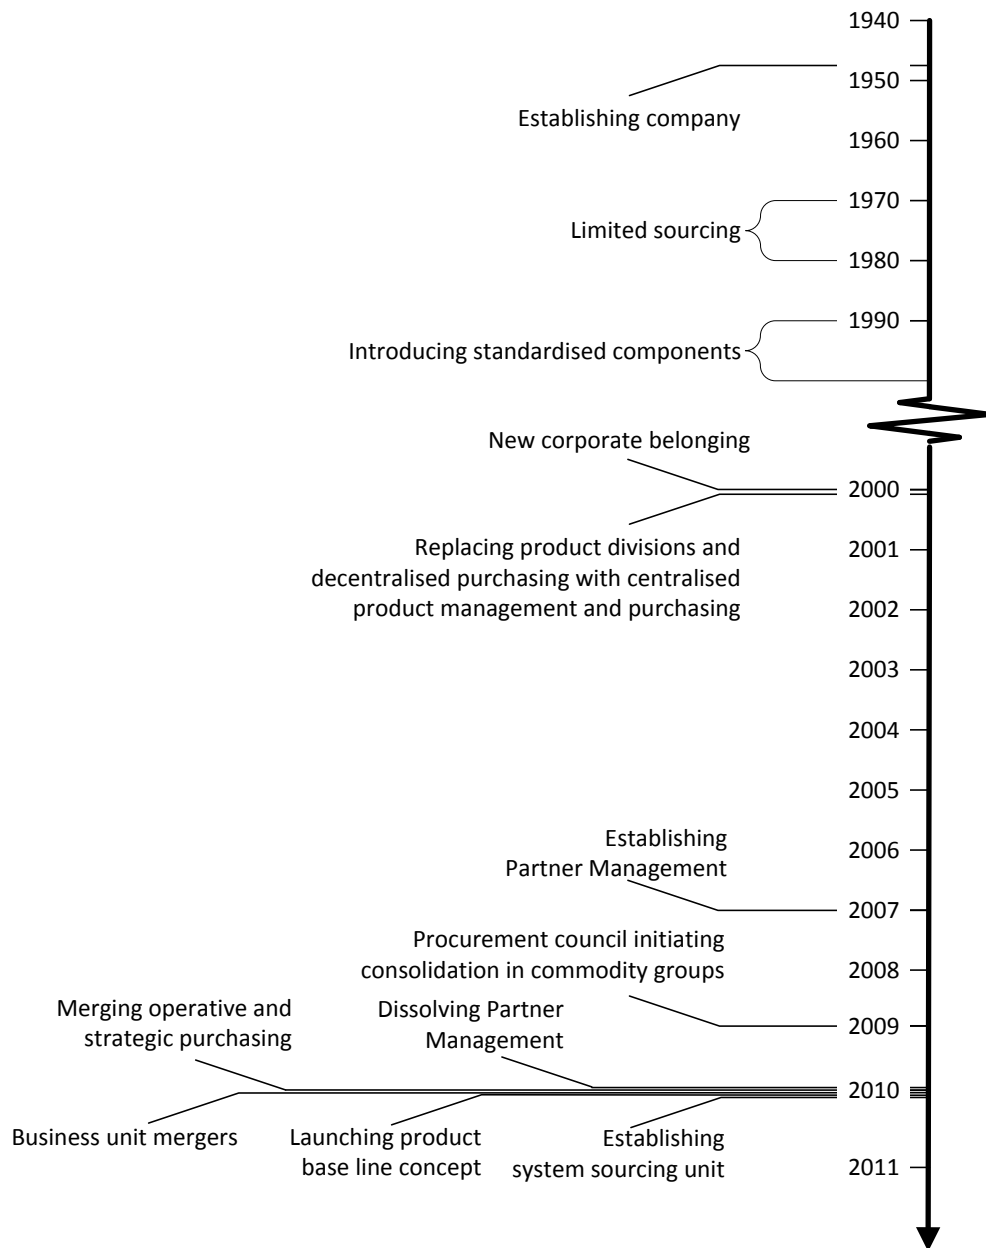 1940
1950
Establishing company
1960
1970
Limited sourcing
1980
1990
Introducing standardised components
New corporate belonging
2000
Replacing product divisions and
decentralised purchasing with centralised
product management and purchasing
2001
2002
2003
2004
2005
2006
Establishing
Partner Management
2007
Procurement council initiating
consolidation in commodity groups
2008
Merging operative and
strategic purchasing
Dissolving Partner
Management
2009
2010
Business unit mergers
Launching product
base line concept
Establishing
system sourcing unit
2011